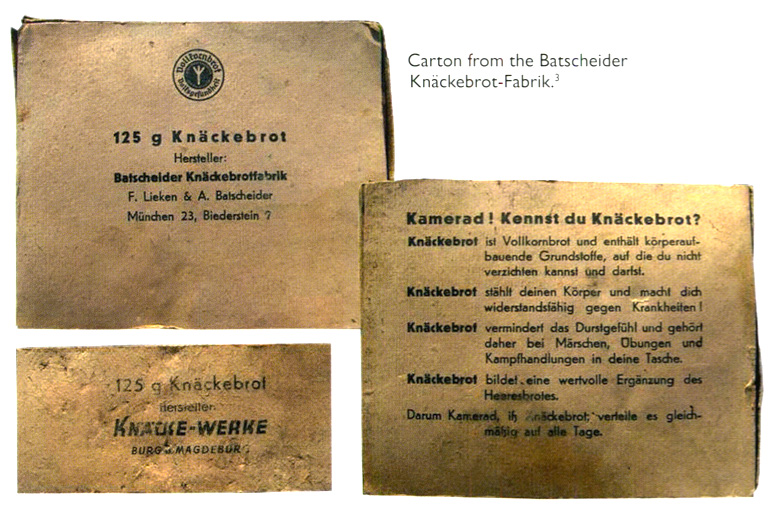 Carton from the Batscheider
Knäckebrot-Fabrik.³
Vollkornbrot
Volksgesundheit
125 g Knäckebrot
Hersteller:
Batscheider Knäckebrotfabrik
F. Lieken & A. Batscheider
München 23, Biederstein 7
Kamerad! Kennst du Knäckebrot?
Knäckebrot ist Vollkornbrot und enthält körperauf-
bauende Grundstoffe, auf die du nicht
verzichten kannst und darfst.
Knäckebrot stählt deinen Körper und macht dich
widerstandsfähig gegen Krankheiten!
Knäckebrot vermindert das Durstgefühl und gehört
daher bei Märschen, Übungen und
Kampfhandlungen in deine Tasche.
Knäckebrot bildet eine wertvolle Ergänzung des
Heeresbrotes.
Darum Kamerad, iß Knäckebrot; verteile es gleich-
mäßig auf alle Tage.
125 g Knäckebrot
Hersteller:
KNÄCKE-WERKE
BURG b. MAGDEBURG